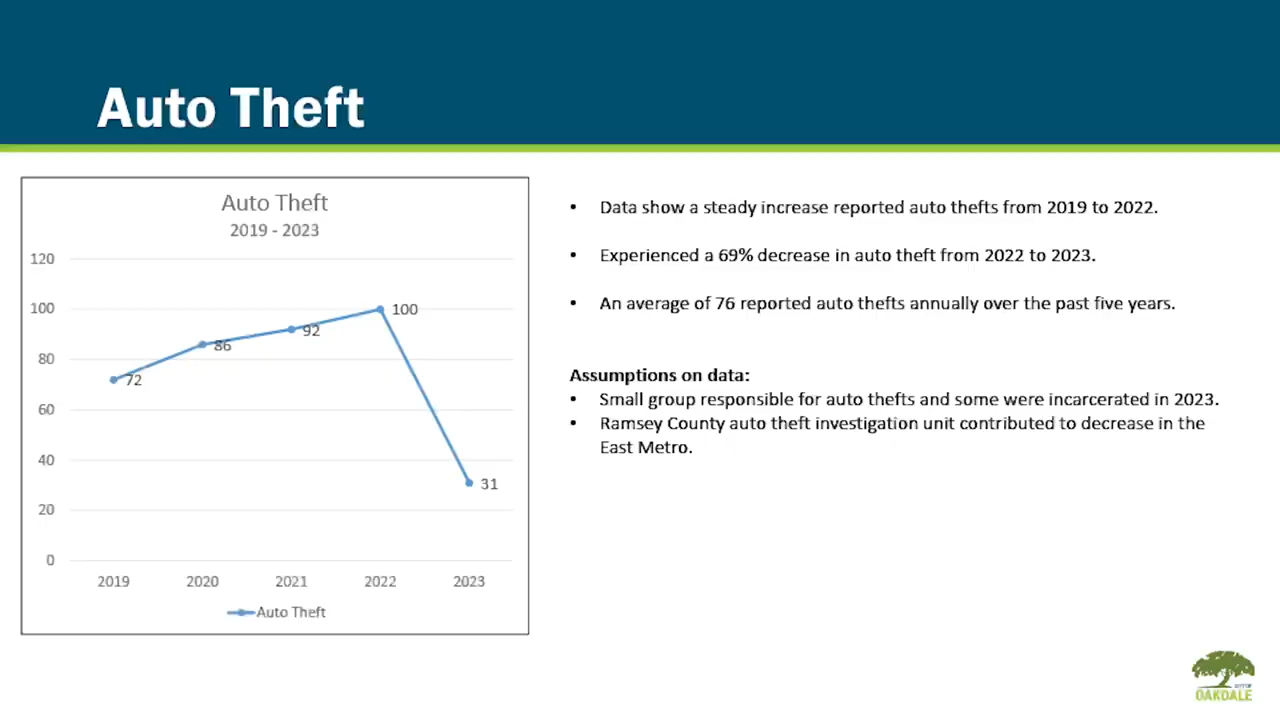 Auto Theft
Auto Theft
2019 - 2023
120
100
80
60
40
20
0
72
86
92
100
31
2019
2020
2021
2022
2023
Auto Theft
• Data show a steady increase reported auto thefts from 2019 to 2022.
• Experienced a 69% decrease in auto theft from 2022 to 2023.
• An average of 76 reported auto thefts annually over the past five years.
Assumptions on data:
• Small group responsible for auto thefts and some were incarcerated in 2023.
• Ramsey County auto theft investigation unit contributed to decrease in the
East Metro.
OAKDALE